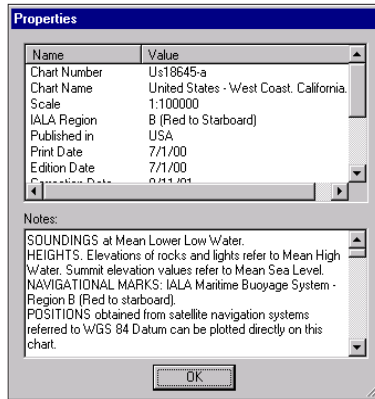 Properties
Name Value
Chart Number Us18645-a
Chart Name United States - West Coast. California.
Scale 1:100000
IALA Region B (Red to Starboard)
Published in USA
Print Date 7/1/00
Edition Date 7/1/00
Notes:
SOUNDINGS at Mean Lower Low Water.
HEIGHTS. Elevations of rocks and lights refer to Mean High
Water. Summit elevation values refer to Mean Sea Level.
NAVIGATIONAL MARKS: IALA Maritime Buoyage System -
Region B (Red to starboard).
POSITIONS obtained from satellite navigation systems
referred to WGS 84 Datum can be plotted directly on this
chart.
OK